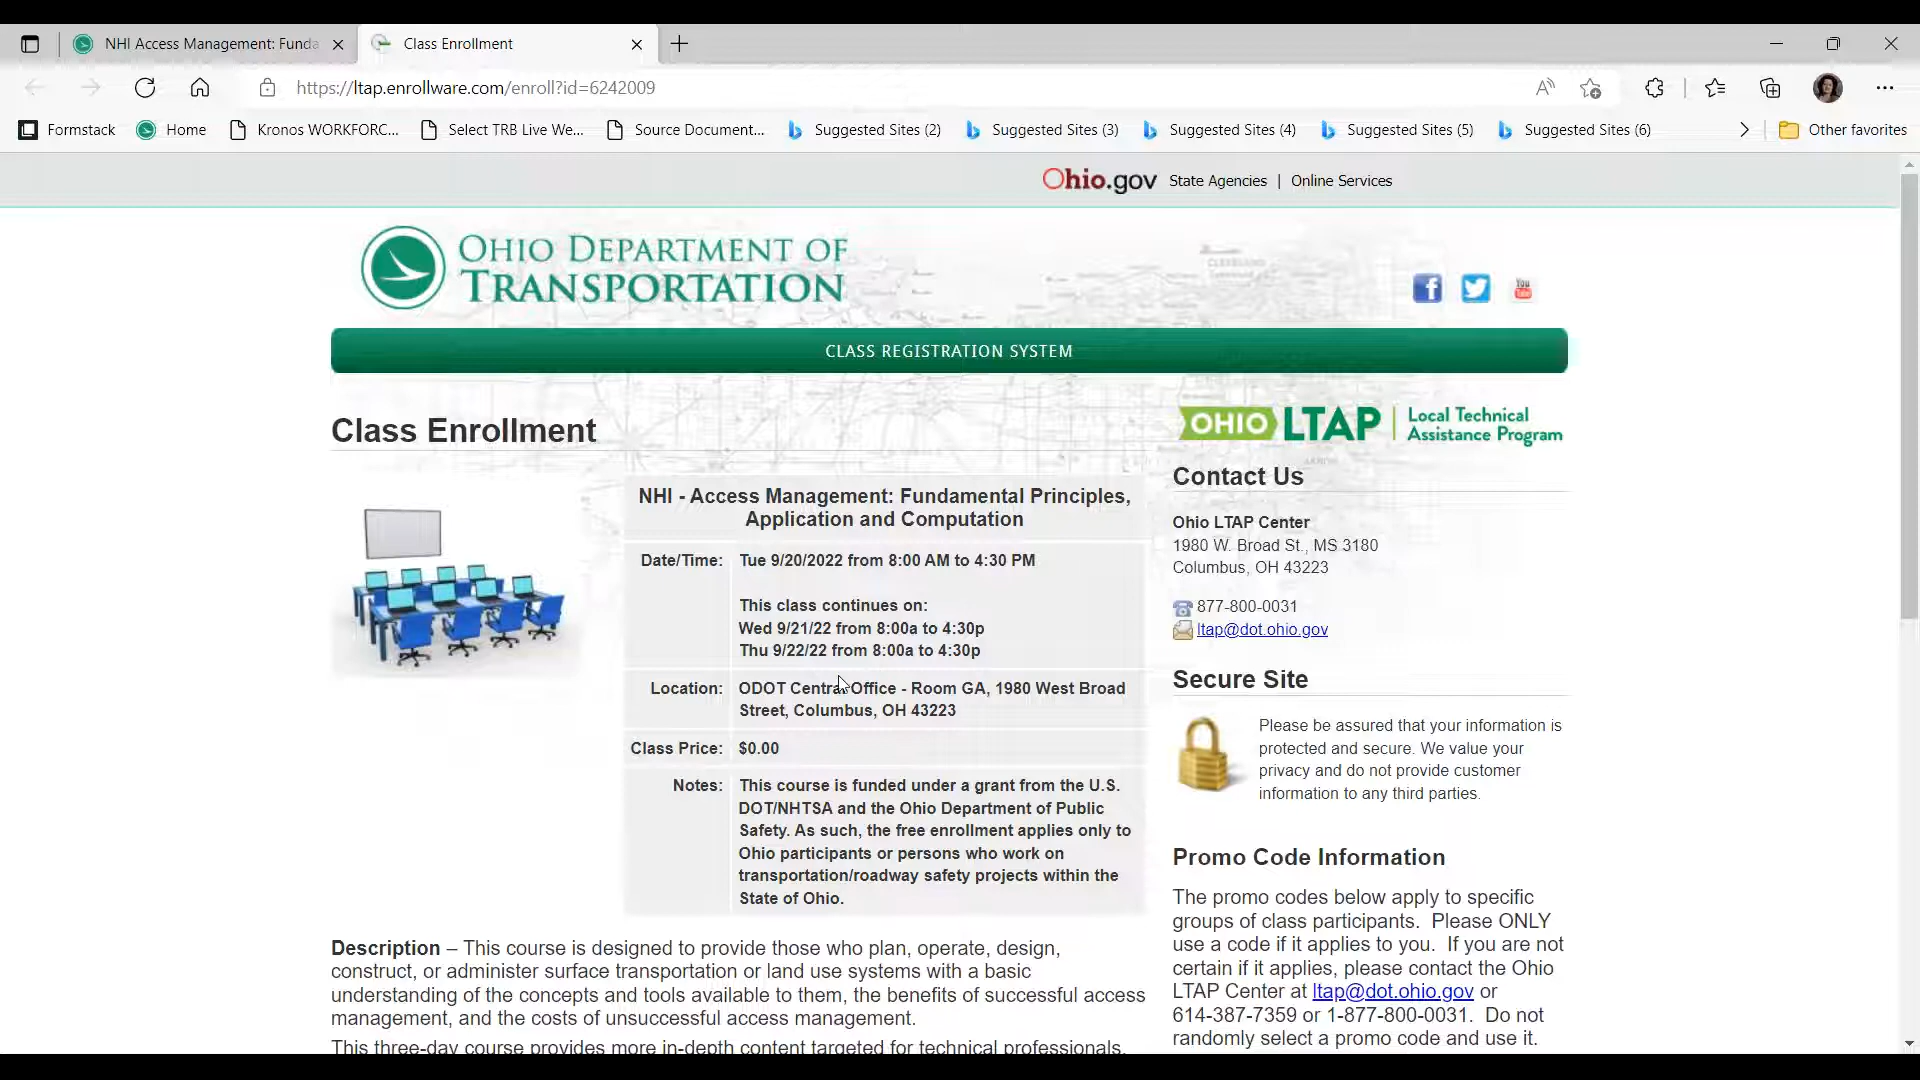 NHI Access Management: Funda
Class Enrollment
https://ltap.enrollware.com/enroll?id=6242009
Formstack
Home
Kronos WORKFORC...
Select TRB Live We...
Source Document...
Suggested Sites (2)
Suggested Sites (3)
Suggested Sites (4)
Suggested Sites (5)
Suggested Sites (6)
Other favorites
Ohio.gov State Agencies | Online Services
OHIO DEPARTMENT OF
TRANSPORTATION
CLASS REGISTRATION SYSTEM
Class Enrollment
NHI - Access Management: Fundamental Principles,
Application and Computation
Date/Time: Tue 9/20/2022 from 8:00 AM to 4:30 PM
This class continues on:
Wed 9/21/22 from 8:00a to 4:30p
Thu 9/22/22 from 8:00a to 4:30p
Location: ODOT Central Office - Room GA, 1980 West Broad
Street, Columbus, OH 43223
Class Price: $0.00
Notes: This course is funded under a grant from the U.S.
DOT/NHTSA and the Ohio Department of Public
Safety. As such, the free enrollment applies only to
Ohio participants or persons who work on
transportation/roadway safety projects within the
State of Ohio.
Description – This course is designed to provide those who plan, operate, design,
construct, or administer surface transportation or land use systems with a basic
understanding of the concepts and tools available to them, the benefits of successful access
management, and the costs of unsuccessful access management.
This three-day course provides more in-depth content targeted for technical professionals.
OHIO LTAP Local Technical
Assistance Program
Contact Us
Ohio LTAP Center
1980 W. Broad St., MS 3180
Columbus, OH 43223
877-800-0031
ltap@dot.ohio.gov
Secure Site
Please be assured that your information is
protected and secure. We value your
privacy and do not provide customer
information to any third parties.
Promo Code Information
The promo codes below apply to specific
groups of class participants. Please ONLY
use a code if it applies to you. If you are not
certain if it applies, please contact the Ohio
LTAP Center at ltap@dot.ohio.gov or
614-387-7359 or 1-877-800-0031. Do not
randomly select a promo code and use it.